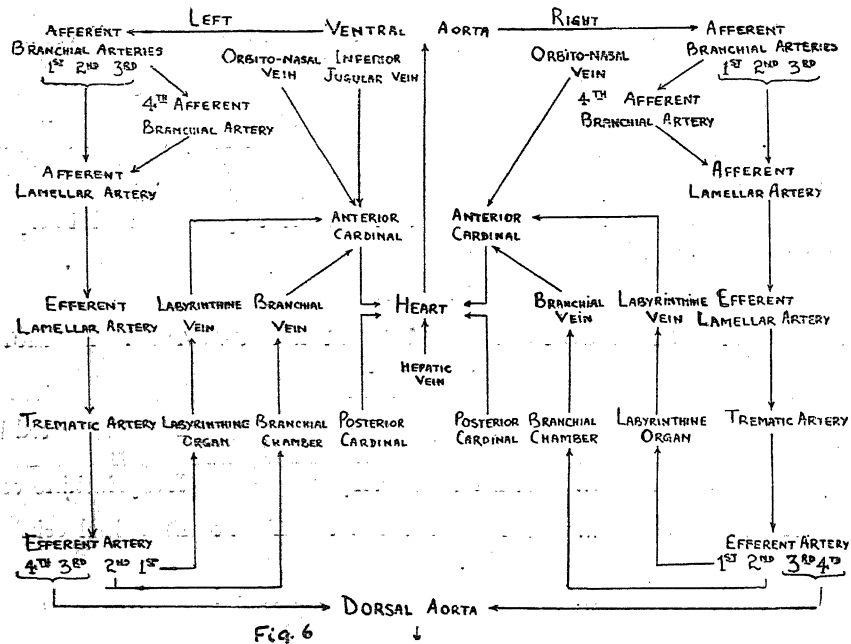 LEFT
VENTRAL AORTA
RIGHT
AFFERENT
BRANCHIAL ARTERIES
1ST 2ND 3RD
ORBITO-NASAL
VEIN
INFERIOR
JUGULAR VEIN
ORBITO-NASAL
VEIN
AFFERENT
BRANCHIAL ARTERIES
1ST 2ND 3RD
4TH AFFERENT
BRANCHIAL ARTERY
4TH AFFERENT
BRANCHIAL ARTERY
AFFERENT
LAMELLAR ARTERY
AFFERENT
LAMELLAR ARTERY
ANTERIOR
CARDINAL
ANTERIOR
CARDINAL
EFFERENT
LAMELLAR ARTERY
LABYRINTHINE
VEIN
BRANCHIAL
VEIN
HEART
BRANCHIAL
VEIN
LABYRINTHINE
VEIN
EFFERENT
LAMELLAR ARTERY
HEPATIC
VEIN
TREMATIC ARTERY
LABYRINTHINE
ORGAN
BRANCHIAL
CHAMBER
POSTERIOR
CARDINAL
POSTERIOR
CARDINAL
BRANCHIAL
CHAMBER
LABYRINTHINE
ORGAN
TREMATIC ARTERY
EFFERENT ARTERY
4TH 3RD 2ND 1ST
EFFERENT ARTERY
1ST 2ND 3RD 4TH
DORSAL AORTA
Fig. 6